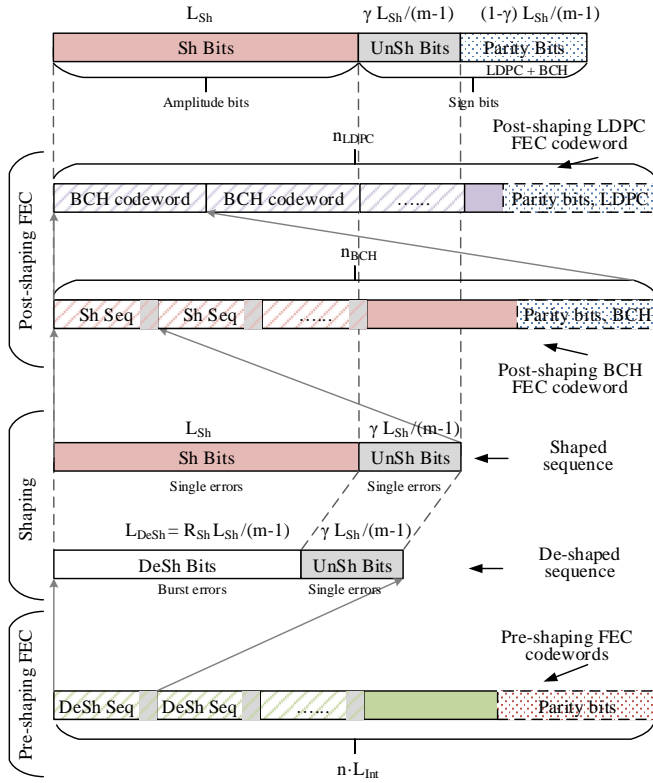 L_Sh γ L_Sh/(m-1) (1-γ) L_Sh/(m-1)
Sh Bits UnSh Bits Parity Bits
LDPC + BCH
Amplitude bits Sign bits
n_LDPC
Post-shaping LDPC
FEC codeword
Post-shaping FEC
BCH codeword BCH codeword ...... Parity bits, LDPC
n_BCH
Sh Seq Sh Seq ...... Parity bits, BCH
Post-shaping BCH
FEC codeword
Shaping
L_Sh γ L_Sh/(m-1)
Sh Bits UnSh Bits
Shaped
sequence
Single errors Single errors
L_DeSh = R_Sh L_Sh/(m-1) γ L_Sh/(m-1)
DeSh Bits UnSh Bits
De-shaped
sequence
Burst errors Single errors
Pre-shaping FEC
Pre-shaping FEC
codewords
DeSh Seq DeSh Seq ...... Parity bits
n·L_Int